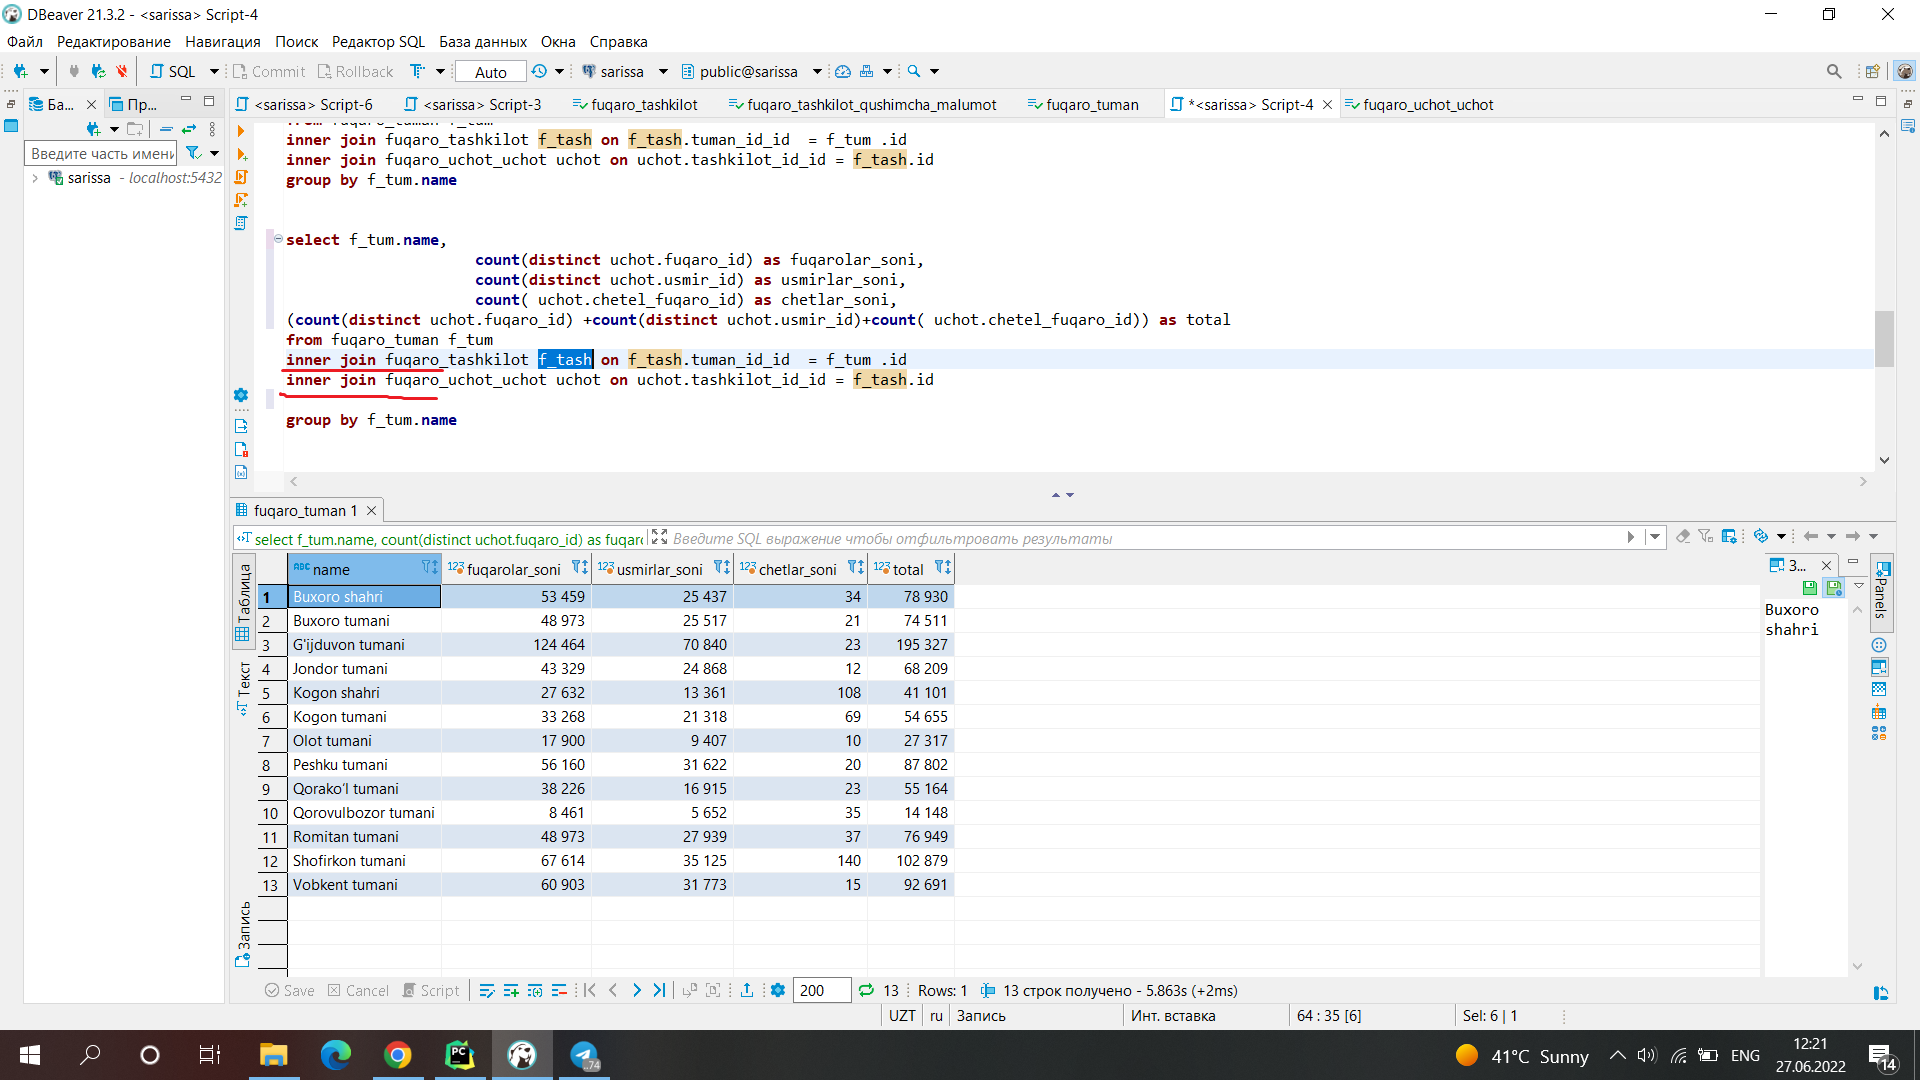 DBeaver 21.3.2 - <sarissa> Script-4
Файл Редактирование Навигация Поиск Редактор SQL База данных Окна Справка
SQL Commit Rollback Auto sarissa public@sarissa
Ба... Пр... <sarissa> Script-6 <sarissa> Script-3 fuqaro_tashkilot fuqaro_tashkilot_qushimcha_malumot fuqaro_tuman *<sarissa> Script-4 fuqaro_uchot_uchot
Введите часть имени
sarissa - localhost:5432
from fuqaro_tuman f_tum
inner join fuqaro_tashkilot f_tash on f_tash.tuman_id_id = f_tum .id
inner join fuqaro_uchot_uchot uchot on uchot.tashkilot_id_id = f_tash.id
group by f_tum.name
select f_tum.name,
count(distinct uchot.fuqaro_id) as fuqarolar_soni,
count(distinct uchot.usmir_id) as usmirlar_soni,
count( uchot.chetel_fuqaro_id) as chetlar_soni,
(count(distinct uchot.fuqaro_id) +count(distinct uchot.usmir_id)+count( uchot.chetel_fuqaro_id)) as total
from fuqaro_tuman f_tum
inner join fuqaro_tashkilot f_tash on f_tash.tuman_id_id = f_tum .id
inner join fuqaro_uchot_uchot uchot on uchot.tashkilot_id_id = f_tash.id
group by f_tum.name
fuqaro_tuman 1
select f_tum.name, count(distinct uchot.fuqaro_id) as fuqar Введите SQL выражение чтобы отфильтровать результаты
Таблица
Текст
Запись
ABC name 123 fuqarolar_soni 123 usmirlar_soni 123 chetlar_soni 123 total
1 Buxoro shahri 53 459 25 437 34 78 930
2 Buxoro tumani 48 973 25 517 21 74 511
3 G'ijduvon tumani 124 464 70 840 23 195 327
4 Jondor tumani 43 329 24 868 12 68 209
5 Kogon shahri 27 632 13 361 108 41 101
6 Kogon tumani 33 268 21 318 69 54 655
7 Olot tumani 17 900 9 407 10 27 317
8 Peshku tumani 56 160 31 622 20 87 802
9 Qorako‘l tumani 38 226 16 915 23 55 164
10 Qorovulbozor tumani 8 461 5 652 35 14 148
11 Romitan tumani 48 973 27 939 37 76 949
12 Shofirkon tumani 67 614 35 125 140 102 879
13 Vobkent tumani 60 903 31 773 15 92 691
З...
Buxoro
shahri
Panels
Save Cancel Script 200 13 Rows: 1 13 строк получено - 5.863s (+2ms)
UZT ru Запись Инт. вставка 64 : 35 [6] Sel: 6 | 1
PC 74 41°C Sunny ENG 12:21
27.06.2022 14